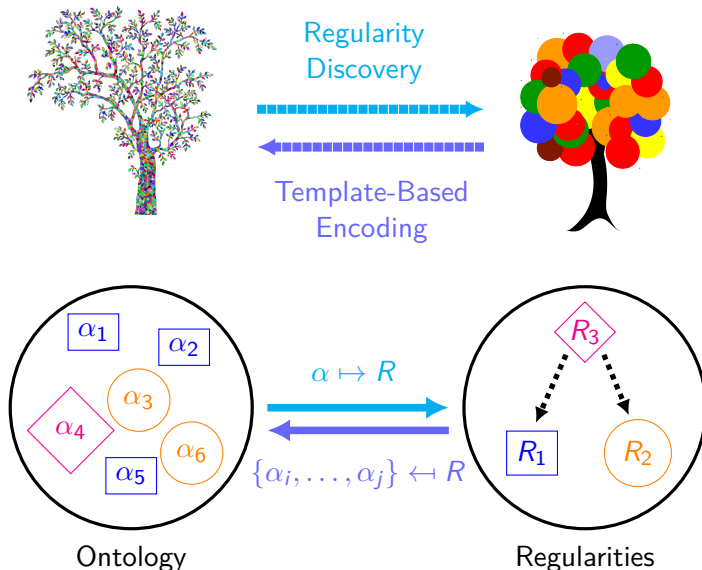 Regularity
Discovery
Template-Based
Encoding
α₁
α₂
α₃
α₄
α₅
α₆
α ↦ R
{αᵢ, . . . , αⱼ} ↤ R
R₃
R₁
R₂
Ontology
Regularities